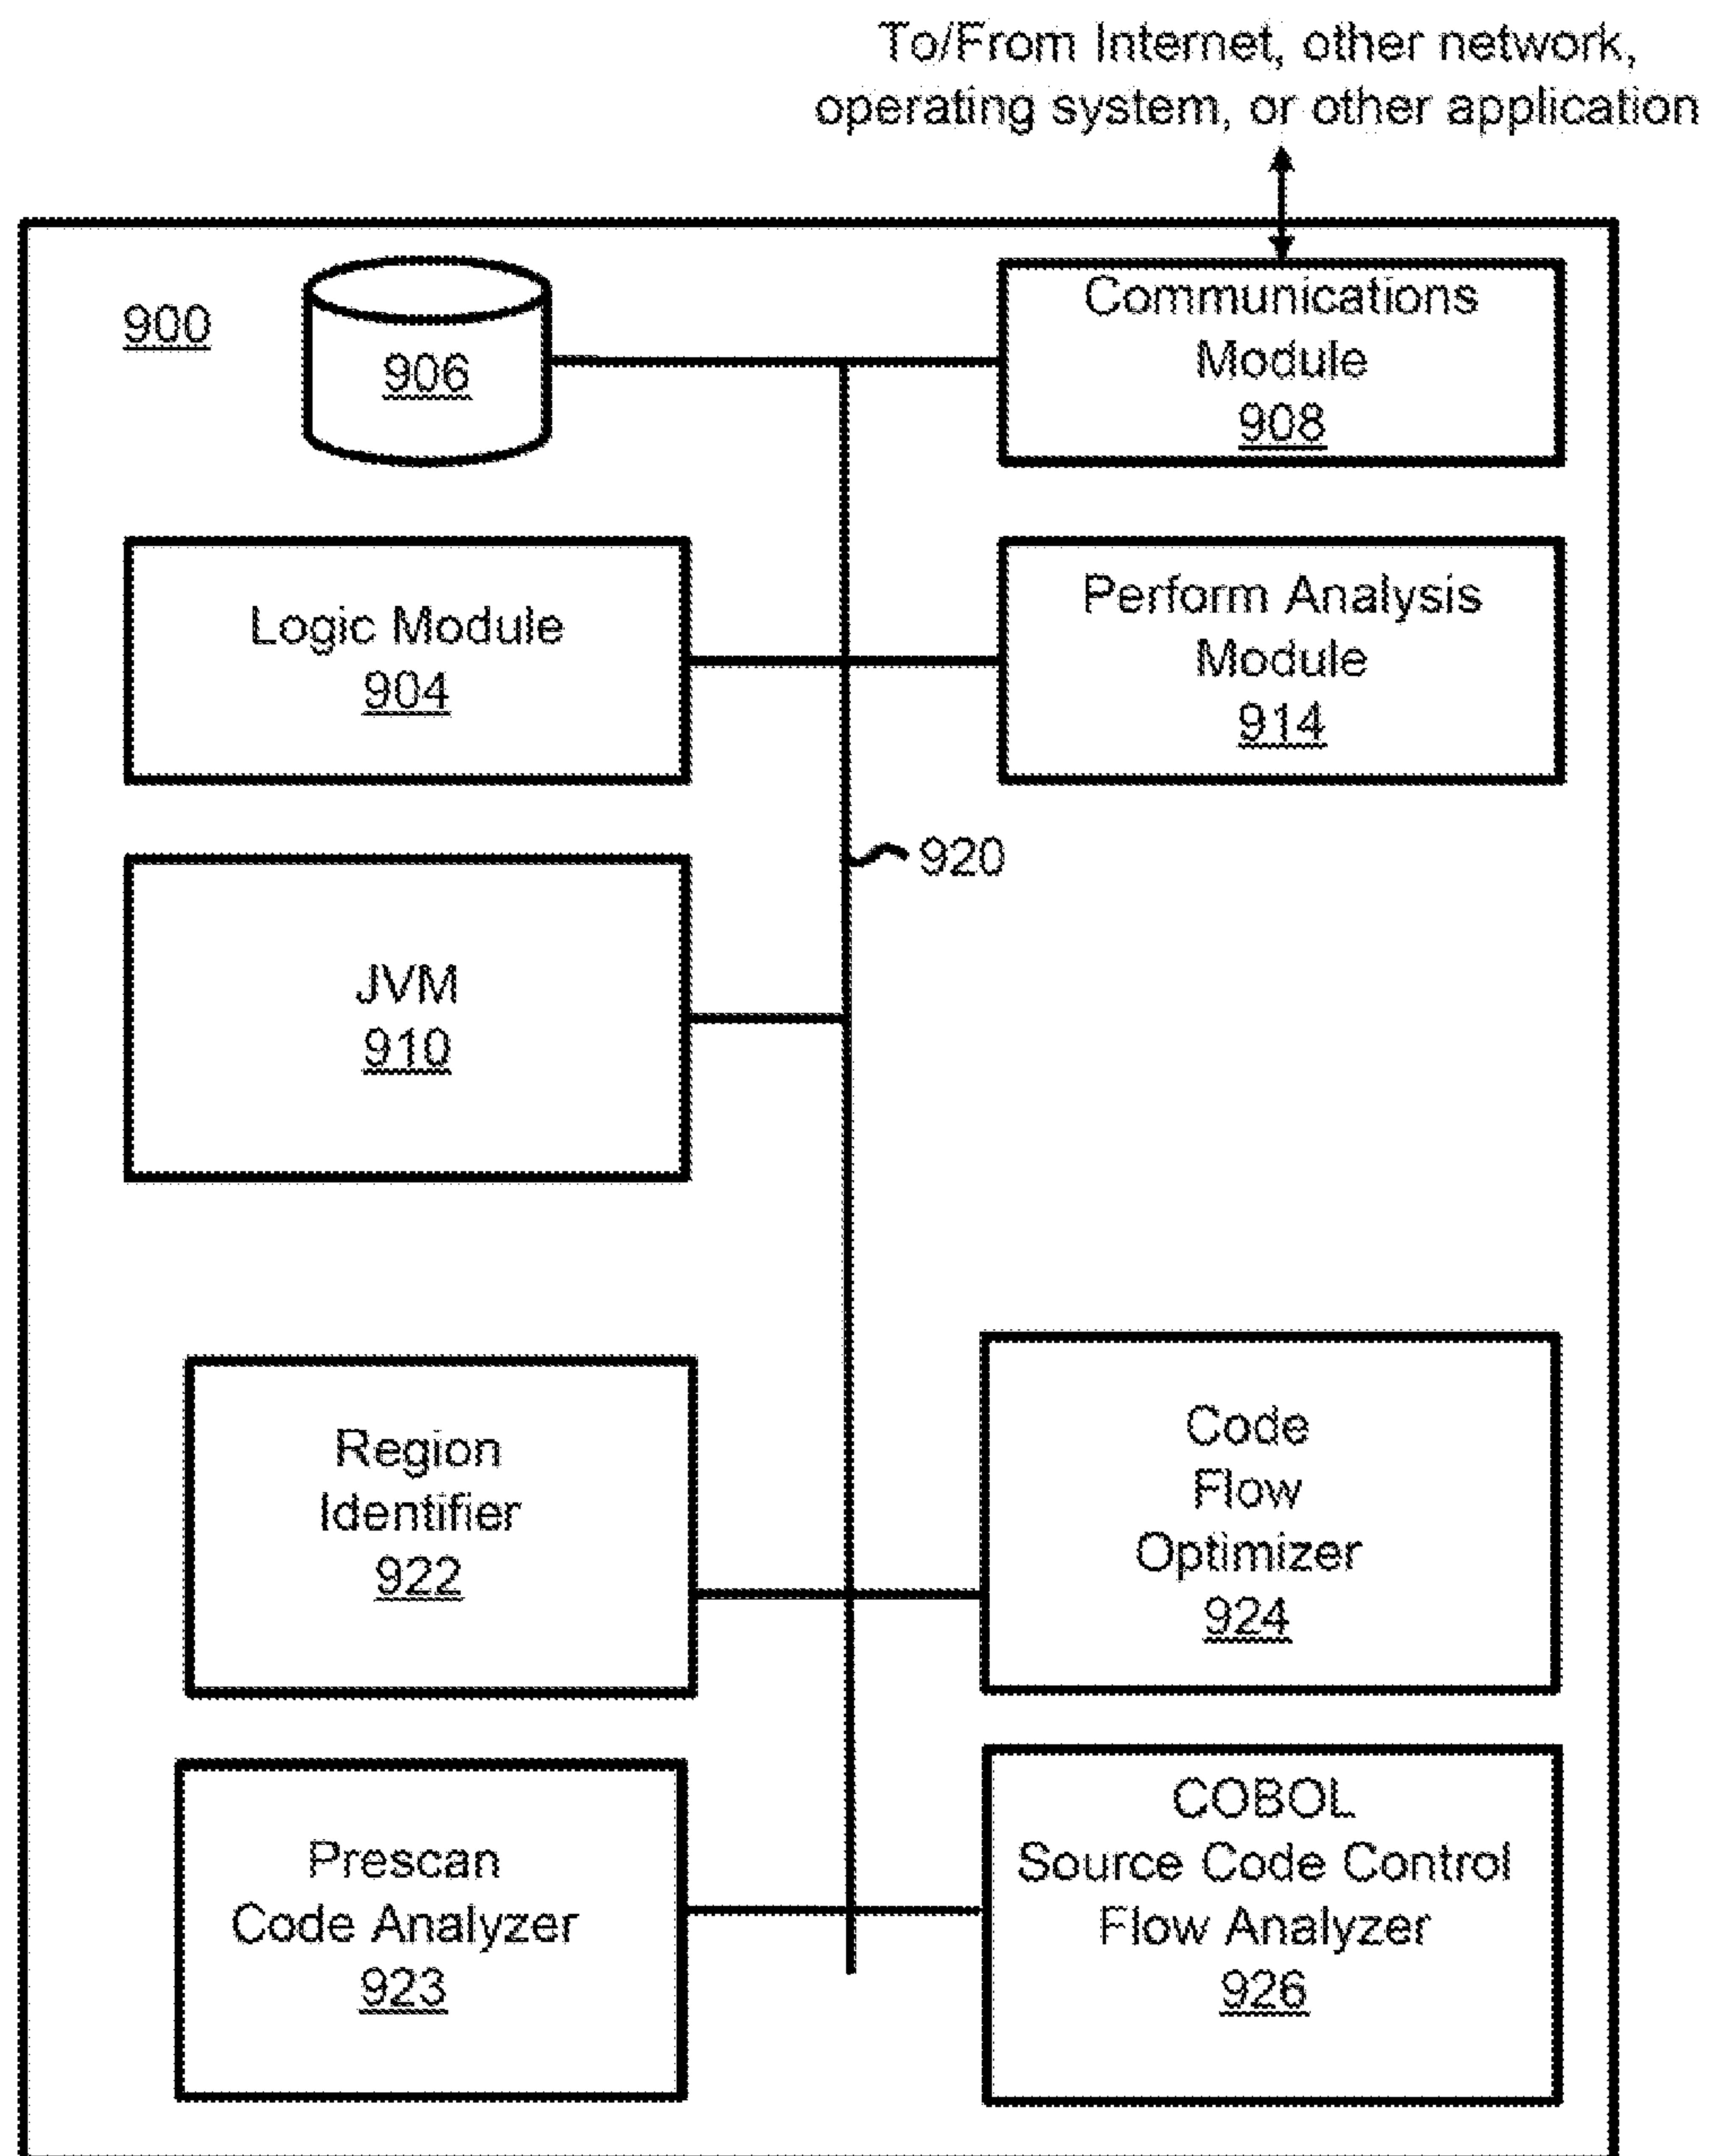 To/From Internet, other network,
operating system, or other application
900
906
Communications
Module
908
Logic Module
904
Perform Analysis
Module
914
920
JVM
910
Region
Identifier
922
Code
Flow
Optimizer
924
Prescan
Code Analyzer
923
COBOL
Source Code Control
Flow Analyzer
926